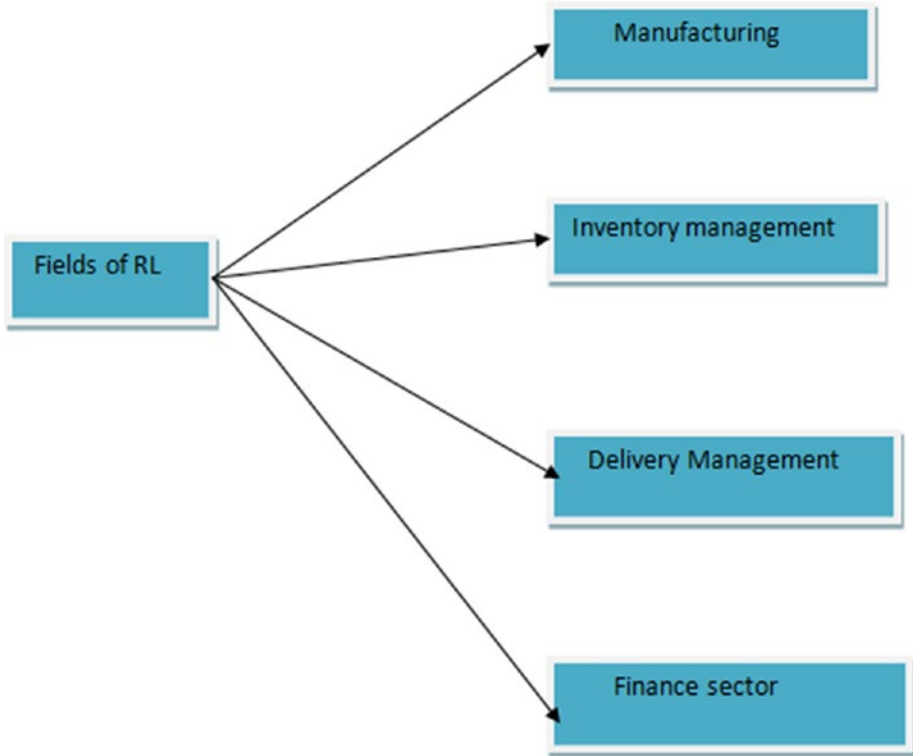 Manufacturing
Inventory management
Fields of RL
Delivery Management
Finance sector